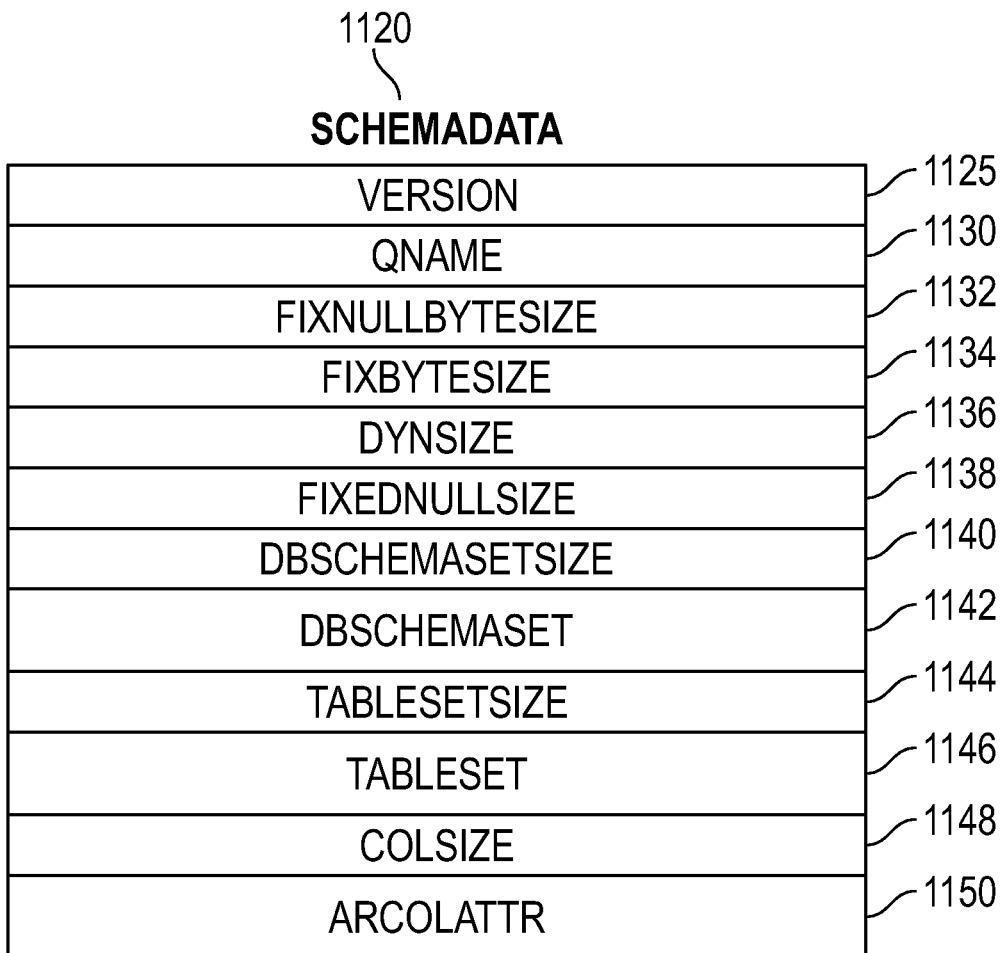 1120
SCHEMADATA
VERSION 1125
QNAME 1130
FIXNULLBYTESIZE 1132
FIXBYTESIZE 1134
DYNSIZE 1136
FIXEDNULLSIZE 1138
DBSCHEMASETSIZE 1140
DBSCHEMASET 1142
TABLESETSIZE 1144
TABLESET 1146
COLSIZE 1148
ARCOLATTR 1150